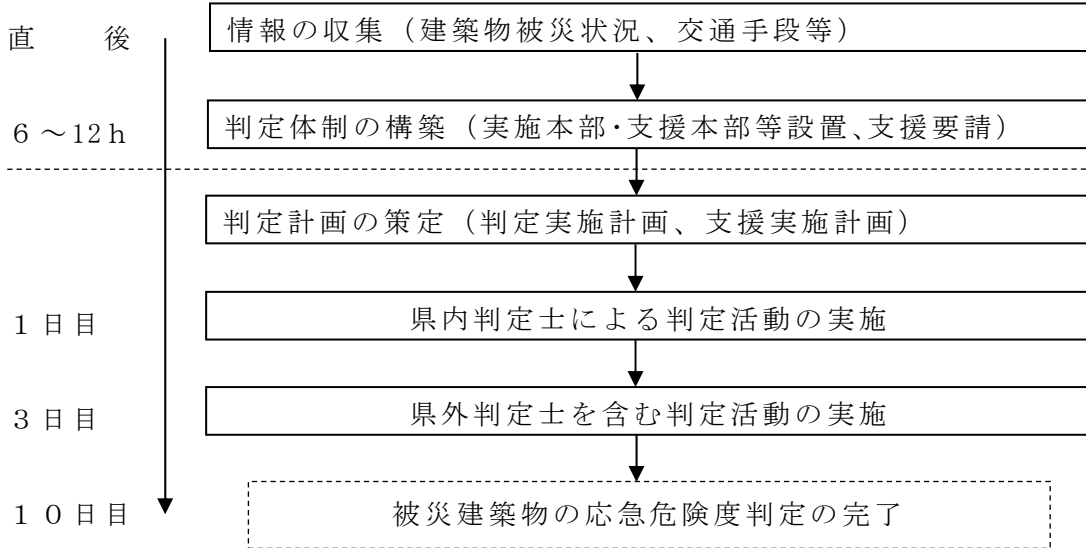 直　　後　情報の収集（建築物被災状況、交通手段等）
６～12ｈ　判定体制の構築（実施本部・支援本部等設置、支援要請）
判定計画の策定（判定実施計画、支援実施計画）
１日目　県内判定士による判定活動の実施
３日目　県外判定士を含む判定活動の実施
１０日目　被災建築物の応急危険度判定の完了